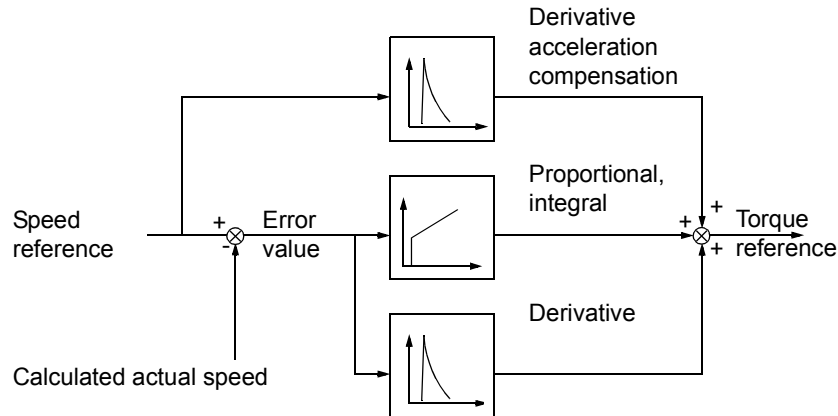 Derivative
acceleration
compensation
Proportional,
integral
+
+
+
Speed
reference
+
-
Error
value
Torque
reference
Derivative
Calculated actual speed